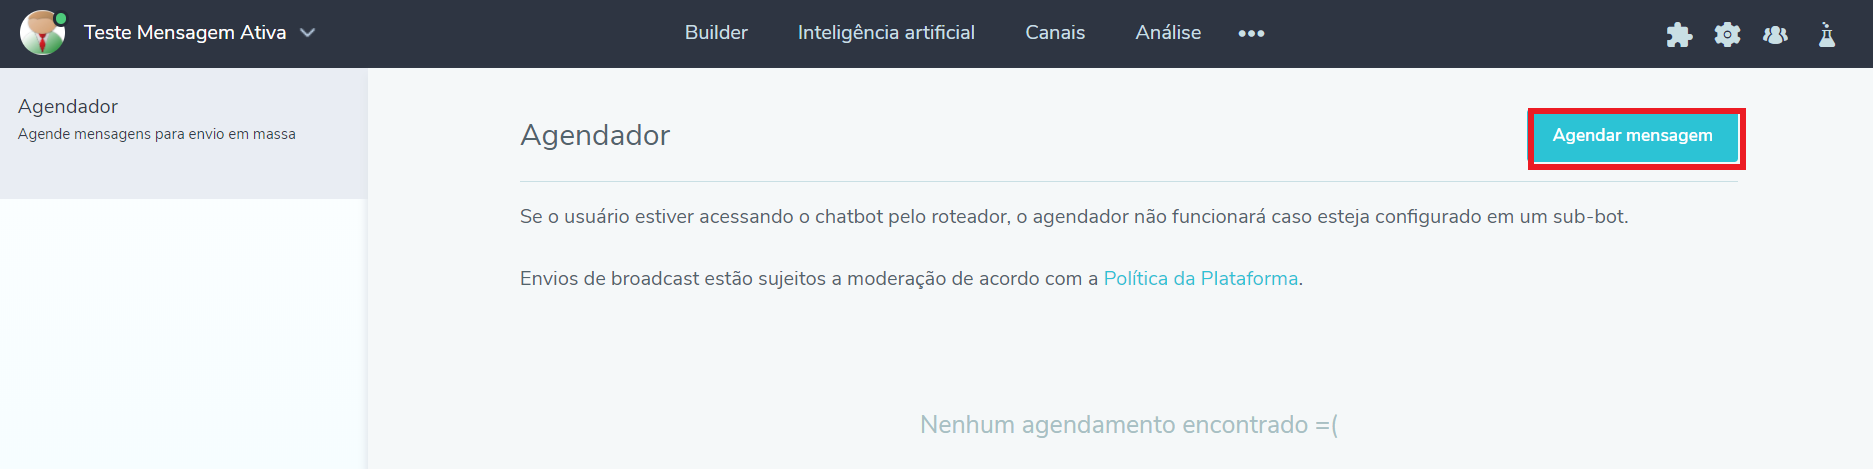 Teste Mensagem Ativa
Builder
Inteligência artificial
Canais
Análise
Agendador
Agende mensagens para envio em massa
Agendador
Agendar mensagem
Se o usuário estiver acessando o chatbot pelo roteador, o agendador não funcionará caso esteja configurado em um sub-bot.
Envios de broadcast estão sujeitos a moderação de acordo com a Política da Plataforma.
Nenhum agendamento encontrado =(